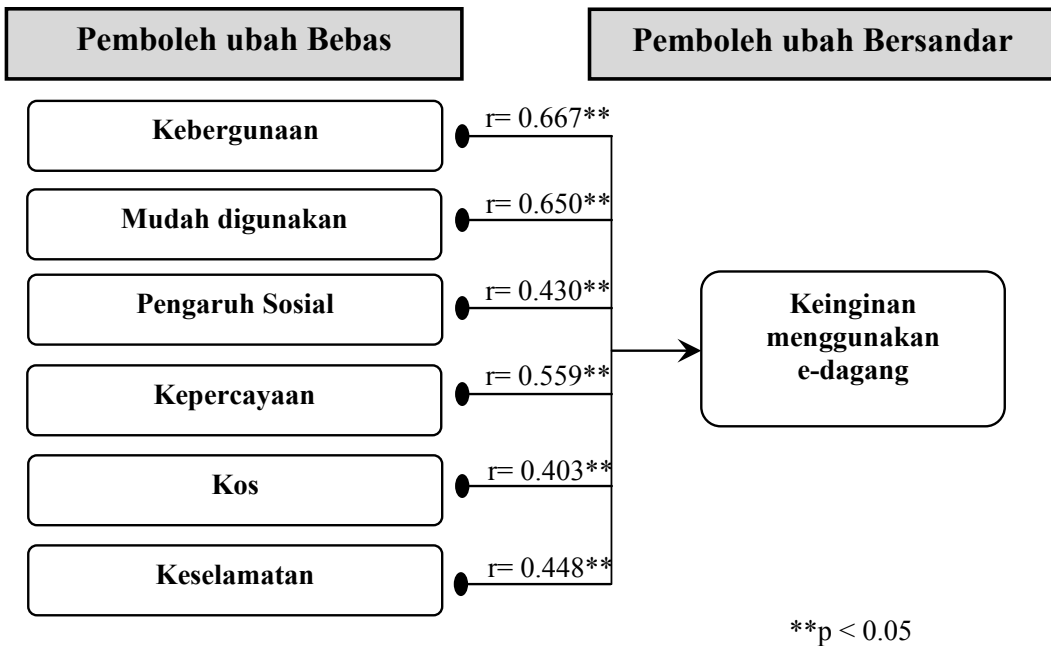 Pemboleh ubah Bebas
Pemboleh ubah Bersandar
Kebergunaan
r= 0.667**
Mudah digunakan
r= 0.650**
Pengaruh Sosial
r= 0.430**
Kepercayaan
r= 0.559**
Kos
r= 0.403**
Keselamatan
r= 0.448**
Keinginan
menggunakan
e-dagang
**p < 0.05